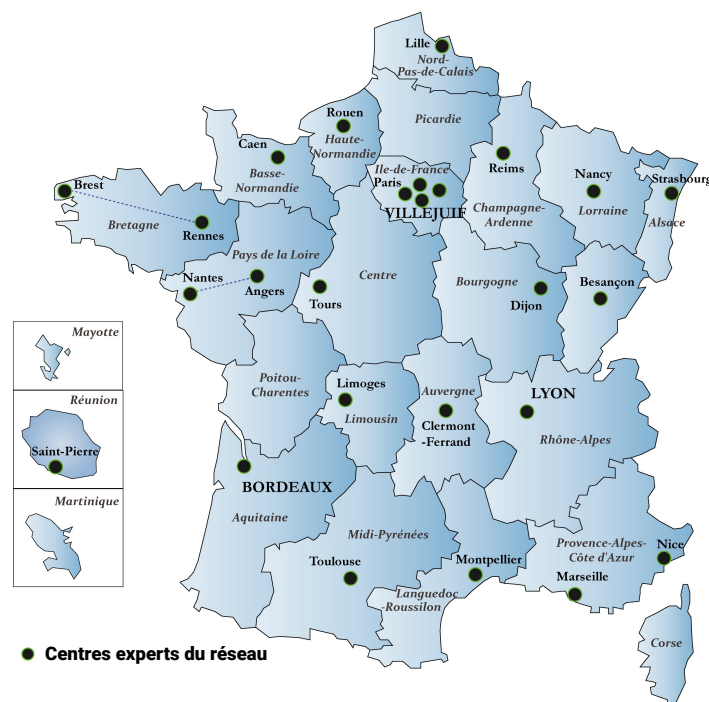 Lille
Nord-
Pas-de-Calais
Picardie
Rouen
Haute-
Normandie
Caen
Basse-
Normandie
Ile-de-France
Paris
VILLEJUIF
Reims
Champagne-
Ardenne
Nancy
Lorraine
Strasbourg
Alsace
Brest
Bretagne
Rennes
Pays de la Loire
Nantes
Angers
Tours
Centre
Bourgogne
Dijon
Besançon
Mayotte
Réunion
Saint-Pierre
Martinique
Poitou-
Charentes
Limoges
Limousin
Auvergne
Clermont
-Ferrand
LYON
Rhône-Alpes
BORDEAUX
Aquitaine
Midi-Pyrénées
Toulouse
Montpellier
Languedoc
-Roussilon
Provence-Alpes-
Côte d'Azur
Nice
Marseille
Corse
Centres experts du réseau